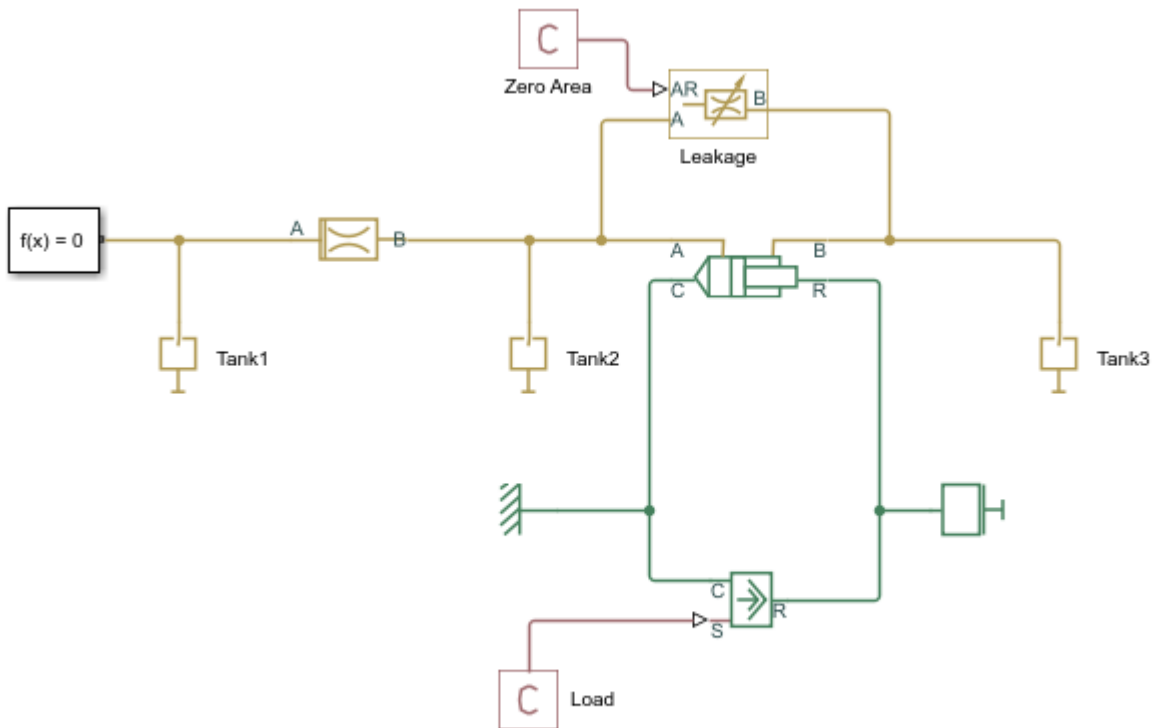 C
Zero Area
AR
B
A
Leakage
f(x) = 0
A
B
A
B
C
R
Tank1
Tank2
Tank3
C
R
S
C
Load